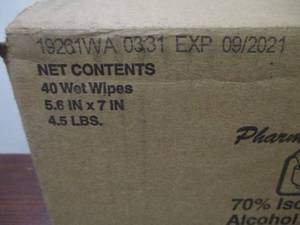 19261WA 0331 EXP 09/2021
NET CONTENTS
40 Wet Wipes
5.6 IN x 7 IN
4.5 LBS.
Pharm
70% Iso
Alcohol,